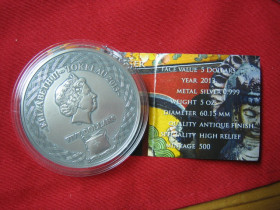 FACE VALUE 5 DOLLARS
YEAR 2013
METAL SILVER 0.999
WEIGHT 5 OZ
DIAMETER 60.15 MM
QUALITY ANTIQUE FINISH
SPECIALITY HIGH RELIEF
MINTAGE 500
ELIZABETH II TOKELAU